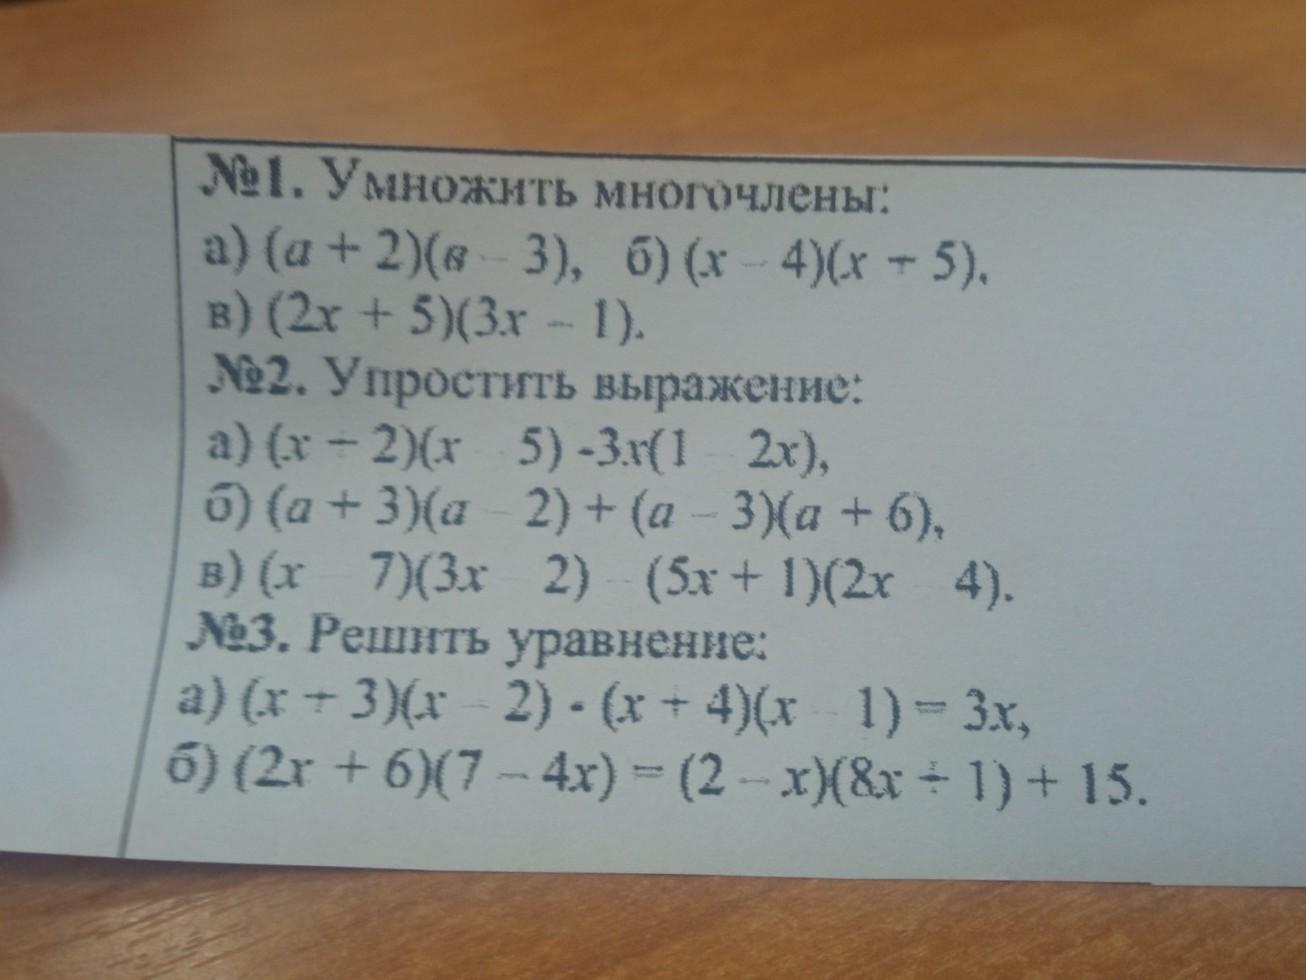 №1. Умножить многочлены:
а) (a + 2)(в – 3), б) (x – 4)(x + 5),
в) (2x + 5)(3x – 1).
№2. Упростить выражение:
а) (x + 2)(x – 5) -3x(1 – 2x),
б) (a + 3)(a – 2) + (a – 3)(a + 6),
в) (x – 7)(3x – 2) – (5x + 1)(2x – 4).
№3. Решить уравнение:
а) (x + 3)(x – 2) - (x + 4)(x – 1) = 3x,
б) (2x + 6)(7 – 4x) = (2 – x)(8x + 1) + 15.